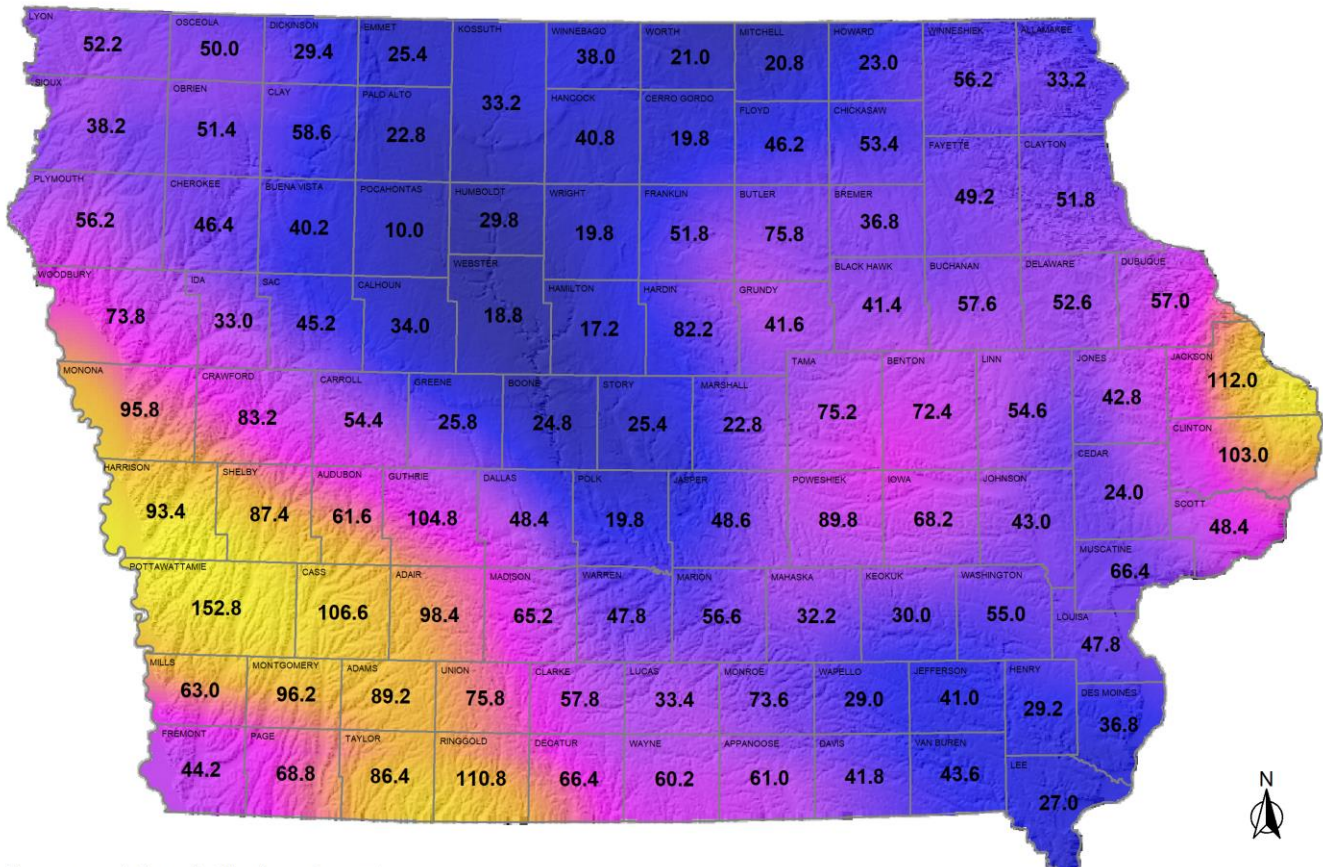 LYON OSCEOLA DICKINSON EMMET KOSSUTH WINNEBAGO WORTH MITCHELL HOWARD WINNESHIEK ALLAMAKEE
52.2 50.0 29.4 25.4 33.2 38.0 21.0 20.8 23.0 56.2 33.2
SIOUX OBRIEN CLAY PALO ALTO HANCOCK CERRO GORDO FLOYD CHICKASAW FAYETTE CLAYTON
38.2 51.4 58.6 22.8 40.8 19.8 46.2 53.4 49.2 51.8
PLYMOUTH CHEROKEE BUENA VISTA POCAHONTAS HUMBOLDT WRIGHT FRANKLIN BUTLER BREMER
56.2 46.4 40.2 10.0 29.8 19.8 51.8 75.8 36.8
WOODBURY IDA SAC CALHOUN WEBSTER HAMILTON HARDIN GRUNDY BLACK HAWK BUCHANAN DELAWARE DUBUQUE
73.8 33.0 45.2 34.0 18.8 17.2 82.2 41.6 41.4 57.6 52.6 57.0
MONONA CRAWFORD CARROLL GREENE BOONE STORY MARSHALL TAMA BENTON LINN JONES JACKSON
95.8 83.2 54.4 25.8 24.8 25.4 22.8 75.2 72.4 54.6 42.8 112.0
CLINTON
103.0
HARRISON SHELBY AUDUBON GUTHRIE DALLAS POLK JASPER POWESHIEK IOWA JOHNSON CEDAR SCOTT
93.4 87.4 61.6 104.8 48.4 19.8 48.6 89.8 68.2 43.0 24.0 48.4
POTTAWATTAMIE CASS ADAIR MADISON WARREN MARION MAHASKA KEOKUK WASHINGTON MUSCATINE
152.8 106.6 98.4 65.2 47.8 56.6 32.2 30.0 55.0 66.4
LOUISA
47.8
MILLS MONTGOMERY ADAMS UNION CLARKE LUCAS MONROE WAPELLO JEFFERSON HENRY DES MOINES
63.0 96.2 89.2 75.8 57.8 33.4 73.6 29.0 41.0 29.2 36.8
FREMONT PAGE TAYLOR RINGGOLD DECATUR WAYNE APPANOOSE DAVIS VAN BUREN LEE
44.2 68.8 86.4 110.8 66.4 60.2 61.0 41.8 43.6 27.0
N